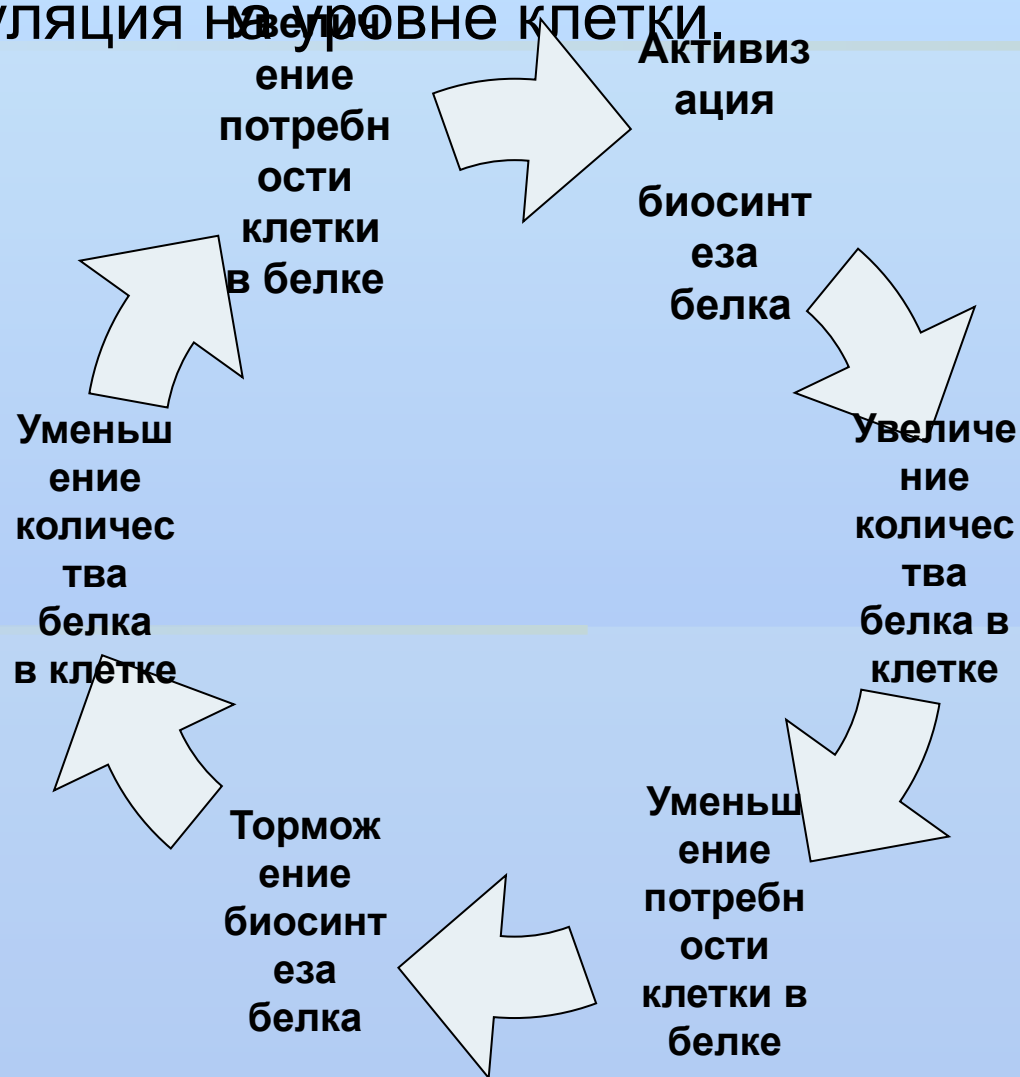 уляция на уровне клетки.
Увелич
ение
потребн
ости
клетки
в белке
Активиз
ация
биосинт
еза
белка
Увеличе
ние
количес
тва
белка в
клетке
Уменьш
ение
потребн
ости
клетки в
белке
Тормож
ение
биосинт
еза
белка
Уменьш
ение
количес
тва
белка
в клетке